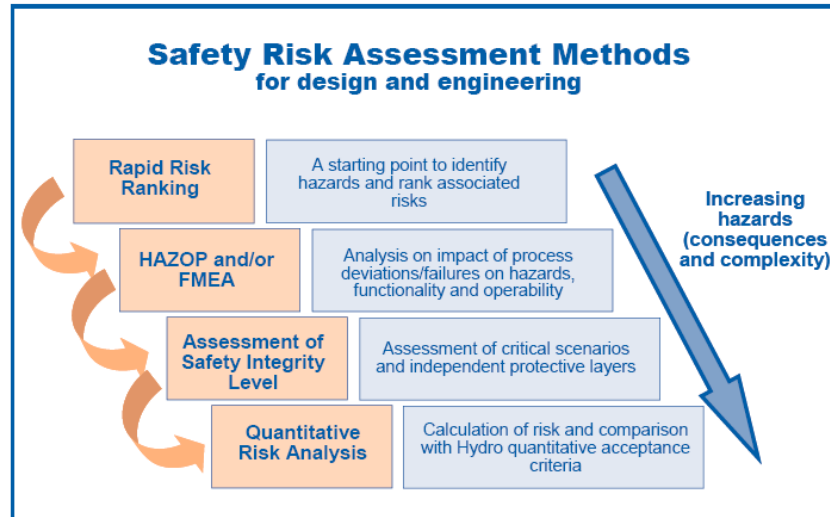 Safety Risk Assessment Methods
for design and engineering
Rapid Risk
Ranking
A starting point to identify
hazards and rank associated
risks
Increasing
hazards
(consequences
and complexity)
HAZOP and/or
FMEA
Analysis on impact of process
deviations/failures on hazards,
functionality and operability
Assessment of
Safety Integrity
Level
Assessment of critical scenarios
and independent protective layers
Quantitative
Risk Analysis
Calculation of risk and comparison
with Hydro quantitative acceptance
criteria